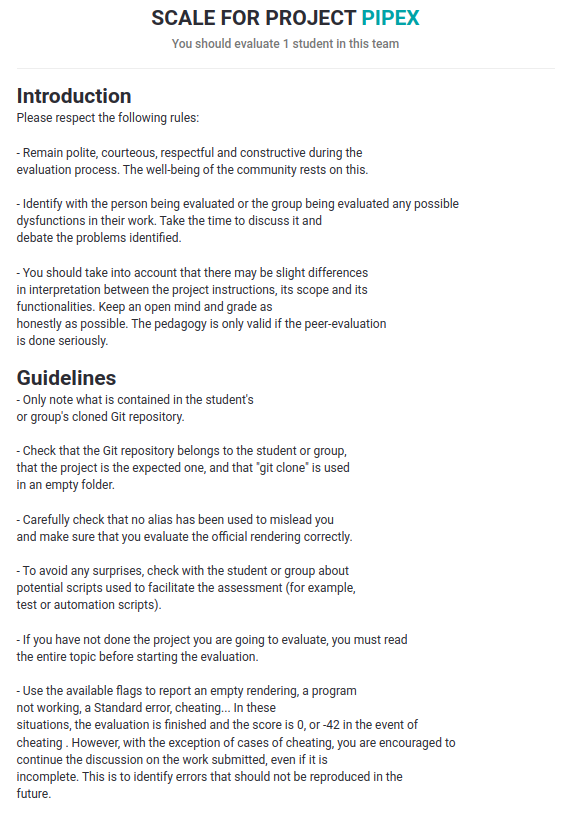 SCALE FOR PROJECT PIPEX
You should evaluate 1 student in this team
Introduction
Please respect the following rules:
- Remain polite, courteous, respectful and constructive during the
evaluation process. The well-being of the community rests on this.
- Identify with the person being evaluated or the group being evaluated any possible
dysfunctions in their work. Take the time to discuss it and
debate the problems identified.
- You should take into account that there may be slight differences
in interpretation between the project instructions, its scope and its
functionalities. Keep an open mind and grade as
honestly as possible. The pedagogy is only valid if the peer-evaluation
is done seriously.
Guidelines
- Only note what is contained in the student's
or group's cloned Git repository.
- Check that the Git repository belongs to the student or group,
that the project is the expected one, and that "git clone" is used
in an empty folder.
- Carefully check that no alias has been used to mislead you
and make sure that you evaluate the official rendering correctly.
- To avoid any surprises, check with the student or group about
potential scripts used to facilitate the assessment (for example,
test or automation scripts).
- If you have not done the project you are going to evaluate, you must read
the entire topic before starting the evaluation.
- Use the available flags to report an empty rendering, a program
not working, a Standard error, cheating... In these
situations, the evaluation is finished and the score is 0, or -42 in the event of
cheating . However, with the exception of cases of cheating, you are encouraged to
continue the discussion on the work submitted, even if it is
incomplete. This is to identify errors that should not be reproduced in the
future.